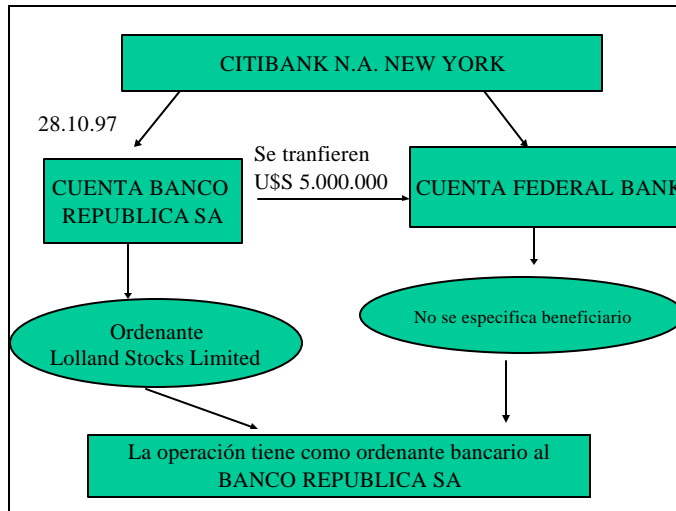 CITIBANK N.A. NEW YORK
28.10.97
Se tranfieren
U$S 5.000.000
CUENTA BANCO
REPUBLICA SA
CUENTA FEDERAL BANK
Ordenante
Lolland Stocks Limited
No se especifica beneficiario
La operación tiene como ordenante bancario al
BANCO REPUBLICA SA